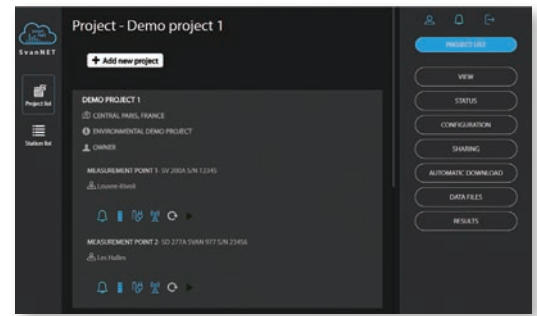 SvanNET
Project list
Station list
Project - Demo project 1
+ Add new project
DEMO PROJECT 1
CENTRAL PARIS, FRANCE
ENVIRONMENTAL DEMO PROJECT
OWNER
MEASUREMENT POINT 1- SV 200A S/N 12345
Louvre-Rivoli
MEASUREMENT POINT 2- SD 277A SVAN 977 S/N 23456
Les Halles
PROJECT LIST
VIEW
STATUS
CONFIGURATION
SHARING
AUTOMATIC DOWNLOAD
DATA FILES
RESULTS